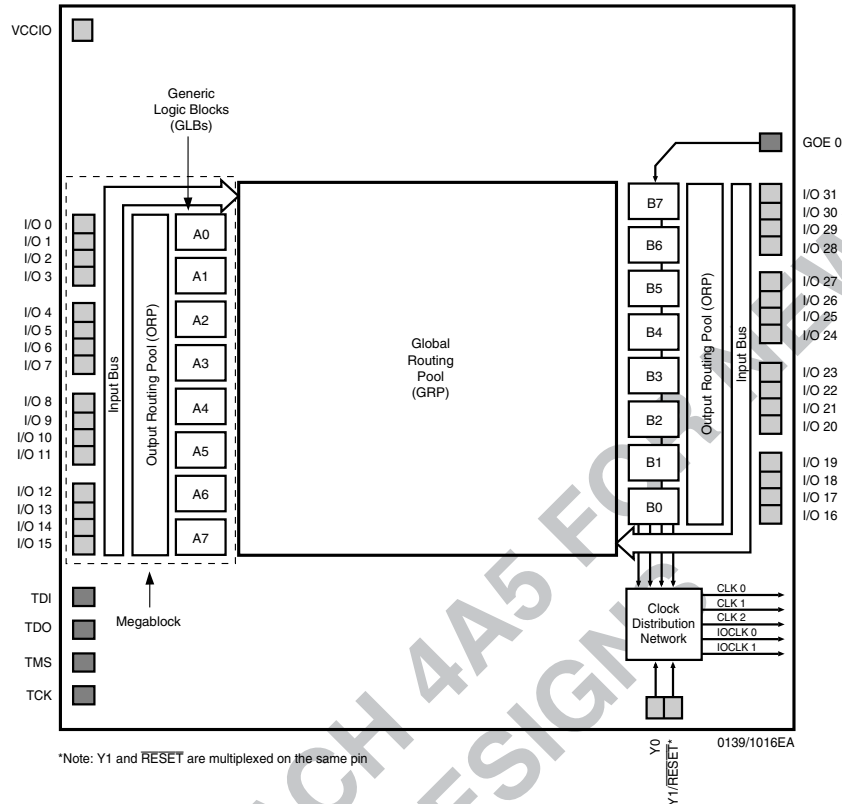 VCCIO
Generic
Logic Blocks
(GLBs)
GOE 0
I/O 0
I/O 1
I/O 2
I/O 3
I/O 4
I/O 5
I/O 6
I/O 7
I/O 8
I/O 9
I/O 10
I/O 11
I/O 12
I/O 13
I/O 14
I/O 15
Input Bus
Output Routing Pool (ORP)
A0
A1
A2
A3
A4
A5
A6
A7
Global
Routing
Pool
(GRP)
B7
B6
B5
B4
B3
B2
B1
B0
Output Routing Pool (ORP)
Input Bus
I/O 31
I/O 30
I/O 29
I/O 28
I/O 27
I/O 26
I/O 25
I/O 24
I/O 23
I/O 22
I/O 21
I/O 20
I/O 19
I/O 18
I/O 17
I/O 16
TDI
TDO
TMS
TCK
Megablock
Clock
Distribution
Network
CLK 0
CLK 1
CLK 2
IOCLK 0
IOCLK 1
Y0
Y1/RESET*
0139/1016EA
*Note: Y1 and RESET are multiplexed on the same pin
CH 4A5 FOR NEW
DESIGNS